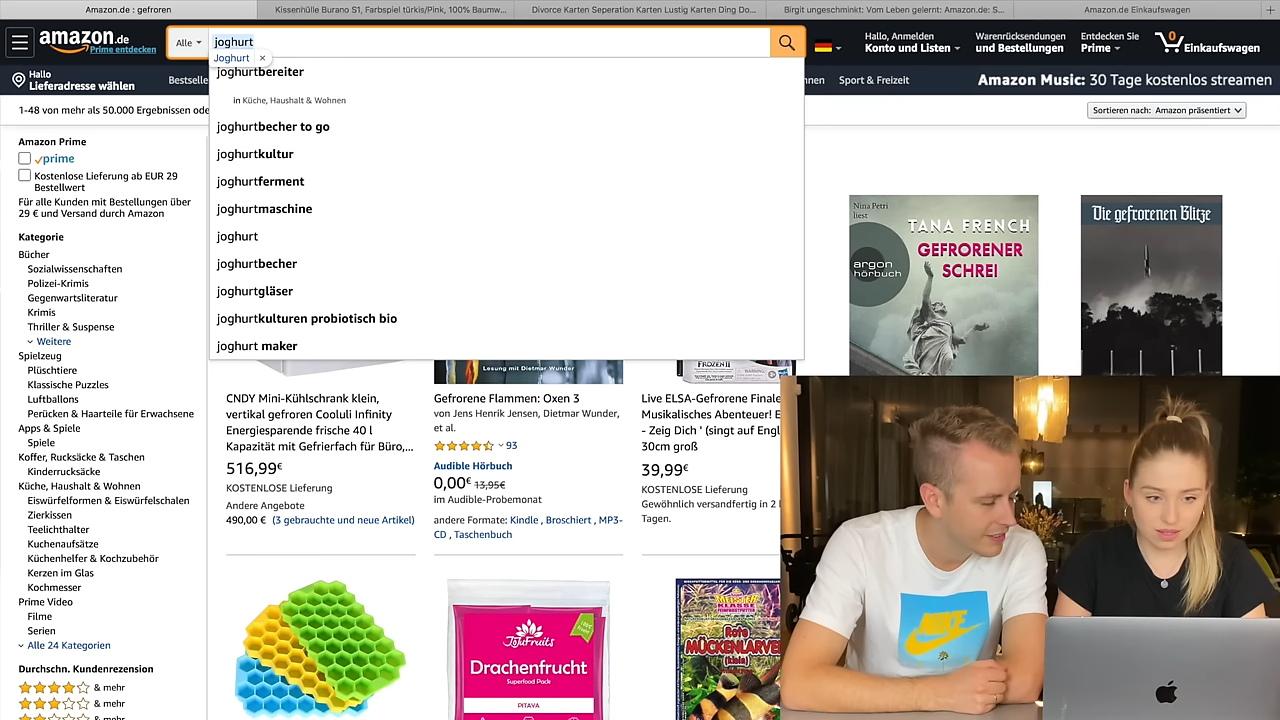 Amazon.de : gefroren
Kissenhülle Burano S1, Farbspiel türkis/Pink, 100% Baumw...
Divorce Karten Seperation Karten Lustig Karten Ding Do...
Birgit ungeschminkt: Vom Leben gelernt: Amazon.de: S...
Amazon.de Einkaufswagen
amazon.de
Prime entdecken
Alle
joghurt
Hallo, Anmelden
Konto und Listen
Warenrücksendungen
und Bestellungen
Entdecken Sie
Prime
0
Einkaufswagen
Joghurt ×
Hallo
Lieferadresse wählen
Bestselle
nnen
Sport & Freizeit
Amazon Music: 30 Tage kostenlos streamen
1-48 von mehr als 50.000 Ergebnissen ode
Sortieren nach: Amazon präsentiert
joghurtbereiter
in Küche, Haushalt & Wohnen
joghurtbecher to go
joghurtkultur
joghurtferment
joghurtmaschine
joghurt
joghurtbecher
joghurtgläser
joghurtkulturen probiotisch bio
joghurt maker
Amazon Prime
prime
Kostenlose Lieferung ab EUR 29
Bestellwert
Für alle Kunden mit Bestellungen über
29 € und Versand durch Amazon
Kategorie
Bücher
Sozialwissenschaften
Polizei-Krimis
Gegenwartsliteratur
Krimis
Thriller & Suspense
Weitere
Spielzeug
Plüschtiere
Klassische Puzzles
Luftballons
Perücken & Haarteile für Erwachsene
Apps & Spiele
Spiele
Koffer, Rucksäcke & Taschen
Kinderrucksäcke
Küche, Haushalt & Wohnen
Eiswürfelformen & Eiswürfelschalen
Zierkissen
Teelichthalter
Kuchenaufsätze
Küchenhelfer & Kochzubehör
Kerzen im Glas
Kochmesser
Prime Video
Filme
Serien
Alle 24 Kategorien
Durchschn. Kundenrezension
& mehr
& mehr
& mehr
Nina Petri
liest
TANA FRENCH
GEFRORENER
SCHREI
argon
hörbuch
Die gefrorenen Blitze
Lesung mit Dietmar Wunder
FROZEN II
CNDY Mini-Kühlschrank klein,
vertikal gefroren Cooluli Infinity
Energiesparende frische 40 l
Kapazität mit Gefrierfach für Büro,...
516,99€
KOSTENLOSE Lieferung
Andere Angebote
490,00 € (3 gebrauchte und neue Artikel)
Gefrorene Flammen: Oxen 3
von Jens Henrik Jensen, Dietmar Wunder,
et al.
93
Audible Hörbuch
0,00€ 13,95€
im Audible-Probemonat
andere Formate: Kindle , Broschiert , MP3-
CD , Taschenbuch
Live ELSA-Gefrorene Finale
Musikalisches Abenteuer! E
- Zeig Dich ' (singt auf Engl
30cm groß
39,99€
KOSTENLOSE Lieferung
Gewöhnlich versandfertig in 2
Tagen.
JoJuFruits
Drachenfrucht
Superfood Pack
PITAVA
MEISTER
KLASSE
Rote
MÜCKENLARVEN
(klein)
NIKE